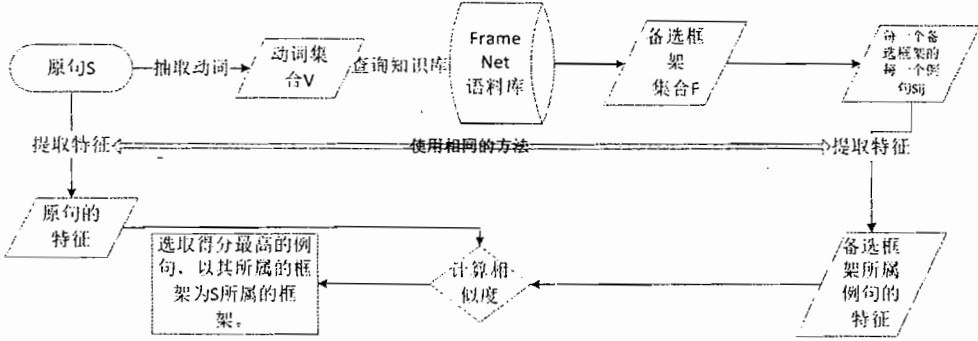 原句S
抽取动词
动词集
合V
查询知识库
Frame
Net
语料库
备选框
架
集合F
每一个备
选框架的
每一个例
句Sij
提取特征
使用相同的方法
提取特征
原句的
特征
选取得分最高的例
句、以其所属的框
架为S所属的框
架。
计算相
似度
备选框
架所属
例句的
特征